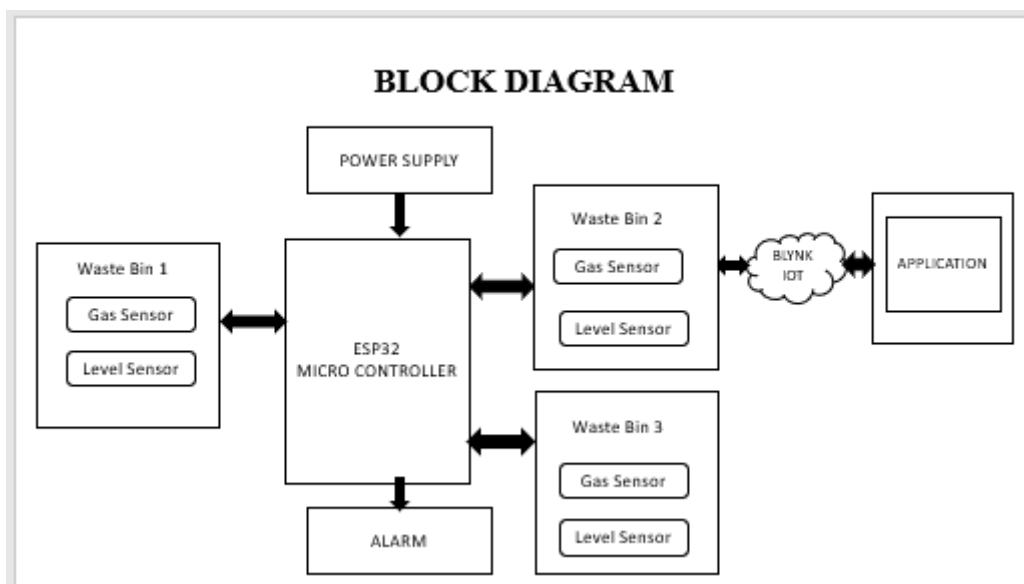 BLOCK DIAGRAM
POWER SUPPLY
Waste Bin 1
Gas Sensor
Level Sensor
ESP32
MICRO CONTROLLER
Waste Bin 2
Gas Sensor
Level Sensor
BLYNK
IOT
APPLICATION
Waste Bin 3
Gas Sensor
Level Sensor
ALARM